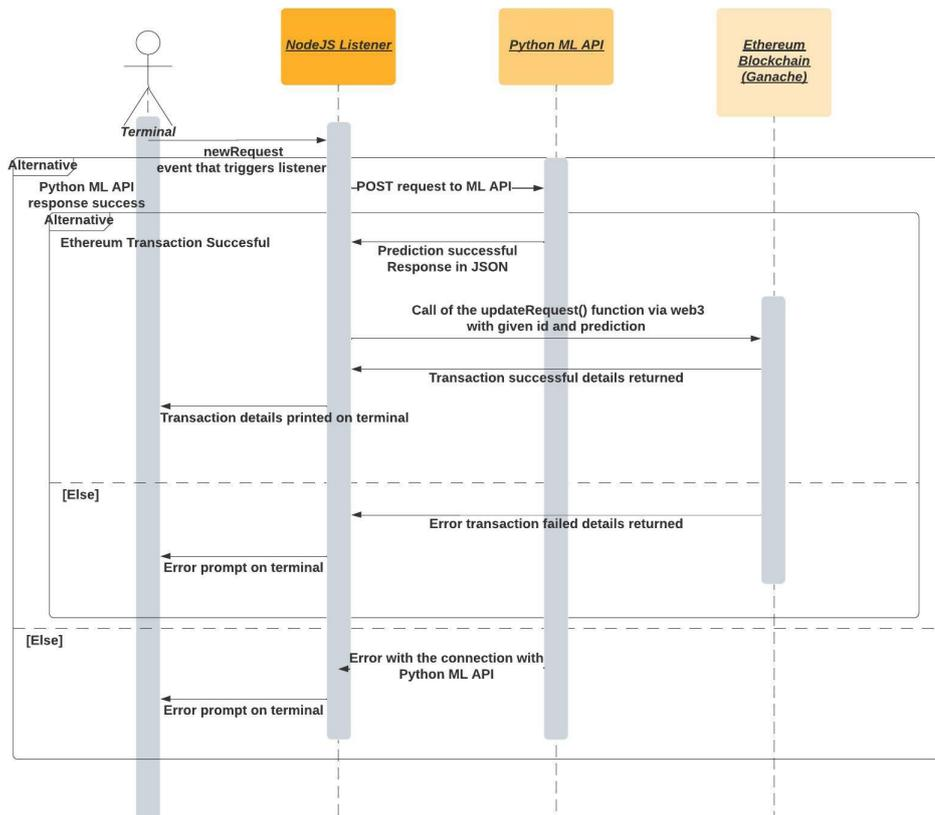 NodeJS Listener
Python ML API
Ethereum
Blockchain
(Ganache)
Terminal
newRequest
event that triggers listener
Alternative
Python ML API
response success
POST request to ML API
Alternative
Ethereum Transaction Succesful
Prediction successful
Response in JSON
Call of the updateRequest() function via web3
with given id and prediction
Transaction successful details returned
Transaction details printed on terminal
[Else]
Error transaction failed details returned
Error prompt on terminal
[Else]
Error with the connection with
Python ML API
Error prompt on terminal